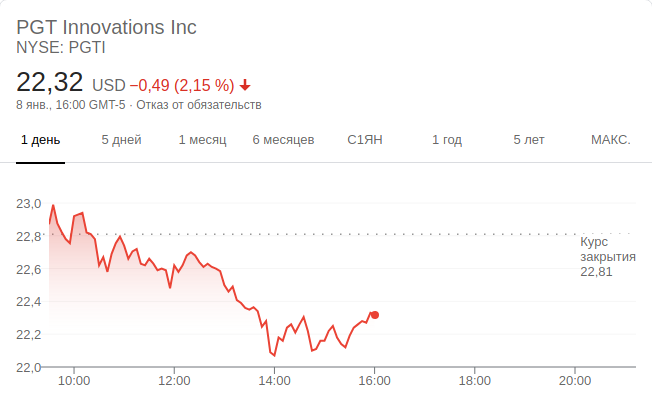 PGT Innovations Inc
NYSE: PGTI
22,32 USD −0,49 (2,15 %)
8 янв., 16:00 GMT-5 · Отказ от обязательств
1 день 5 дней 1 месяц 6 месяцев С1ЯН 1 год 5 лет МАКС.
23,0
22,8
Курс
закрытия
22,81
22,6
22,4
22,2
22,0
10:00 12:00 14:00 16:00 18:00 20:00